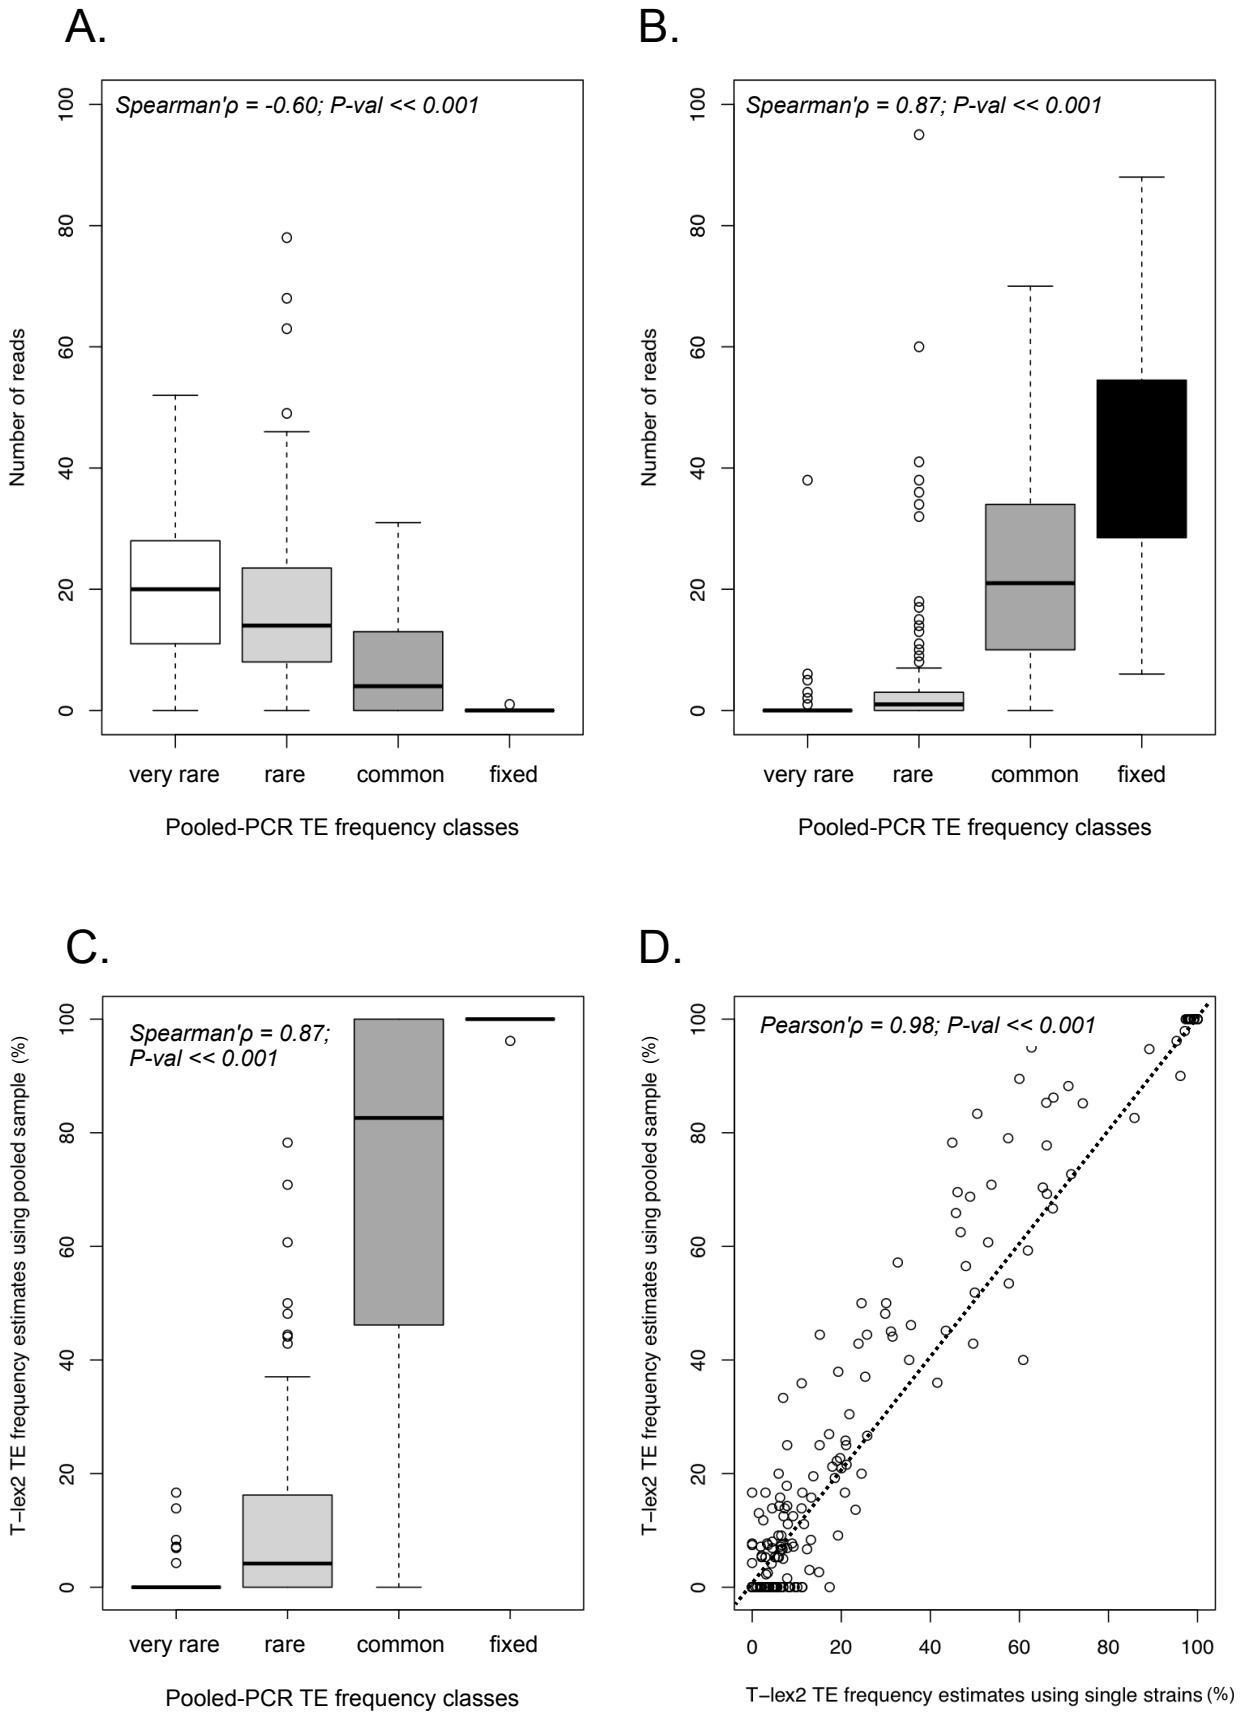 A.
Spearman'ρ = -0.60; P-val << 0.001
100
80
60
40
20
0
Number of reads
very rare
rare
common
fixed
Pooled-PCR TE frequency classes
B.
Spearman'ρ = 0.87; P-val << 0.001
100
80
60
40
20
0
Number of reads
very rare
rare
common
fixed
Pooled-PCR TE frequency classes
C.
Spearman'ρ = 0.87;
P-val << 0.001
100
80
60
40
20
0
T−lex2 TE frequency estimates using pooled sample (%)
very rare
rare
common
fixed
Pooled-PCR TE frequency classes
D.
Pearson'ρ = 0.98; P-val << 0.001
100
80
60
40
20
0
T−lex2 TE frequency estimates using pooled sample (%)
0
20
40
60
80
100
T−lex2 TE frequency estimates using single strains (%)